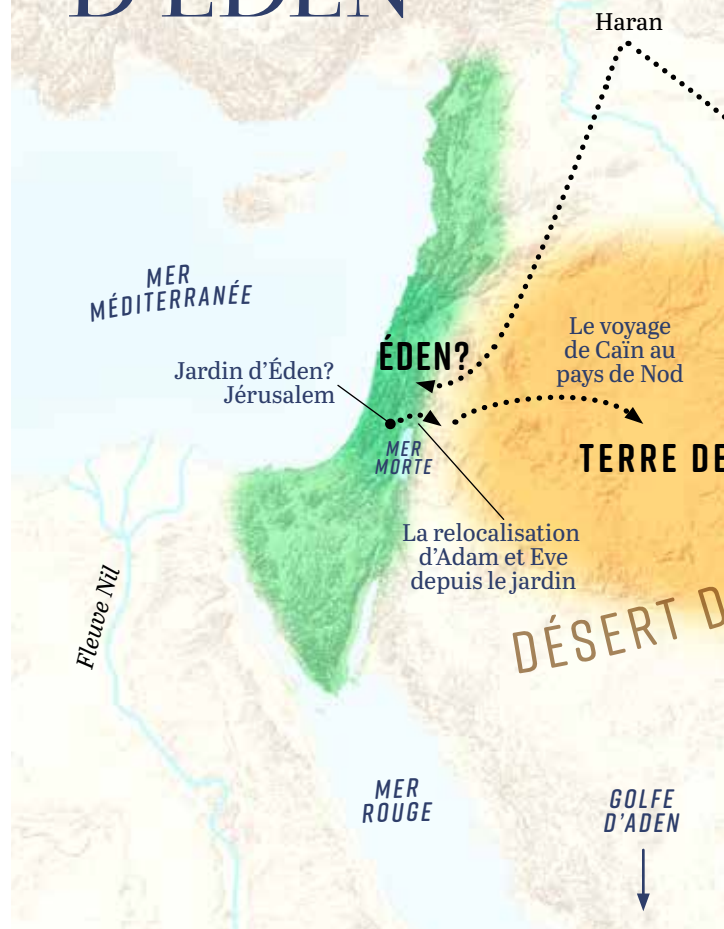 D’ÉDEN
Haran
MER
MÉDITERRANÉE
Le voyage
de Caïn au
pays de Nod
ÉDEN?
Jardin d’Éden?
Jérusalem
MER
MORTE
TERRE DE
La relocalisation
d’Adam et Eve
depuis le jardin
Fleuve Nil
DÉSERT D
MER
ROUGE
GOLFE
D’ADEN